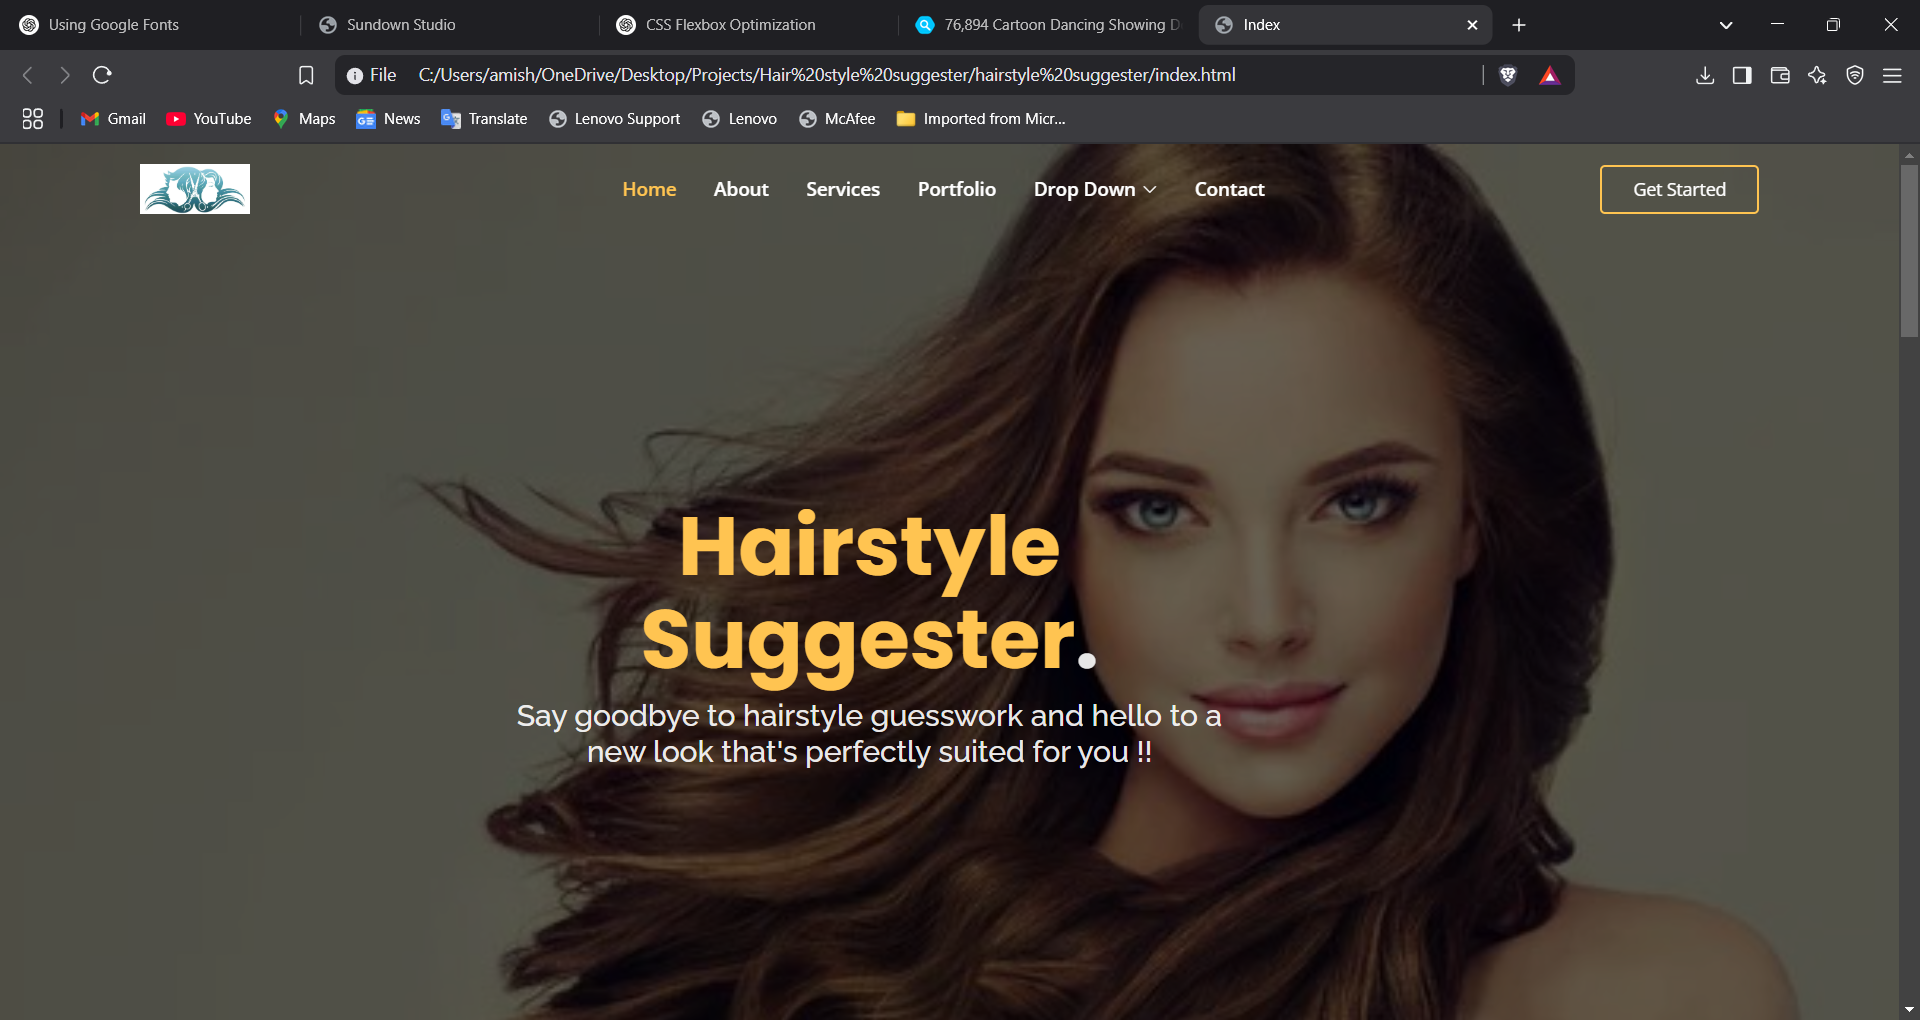 Using Google Fonts
Sundown Studio
CSS Flexbox Optimization
76,894 Cartoon Dancing Showing D
Index
File C:/Users/amish/OneDrive/Desktop/Projects/Hair%20style%20suggester/hairstyle%20suggester/index.html
Gmail YouTube Maps News Translate Lenovo Support Lenovo McAfee Imported from Micr...
Home About Services Portfolio Drop Down Contact Get Started
Hairstyle
Suggester.
Say goodbye to hairstyle guesswork and hello to a
new look that's perfectly suited for you !!